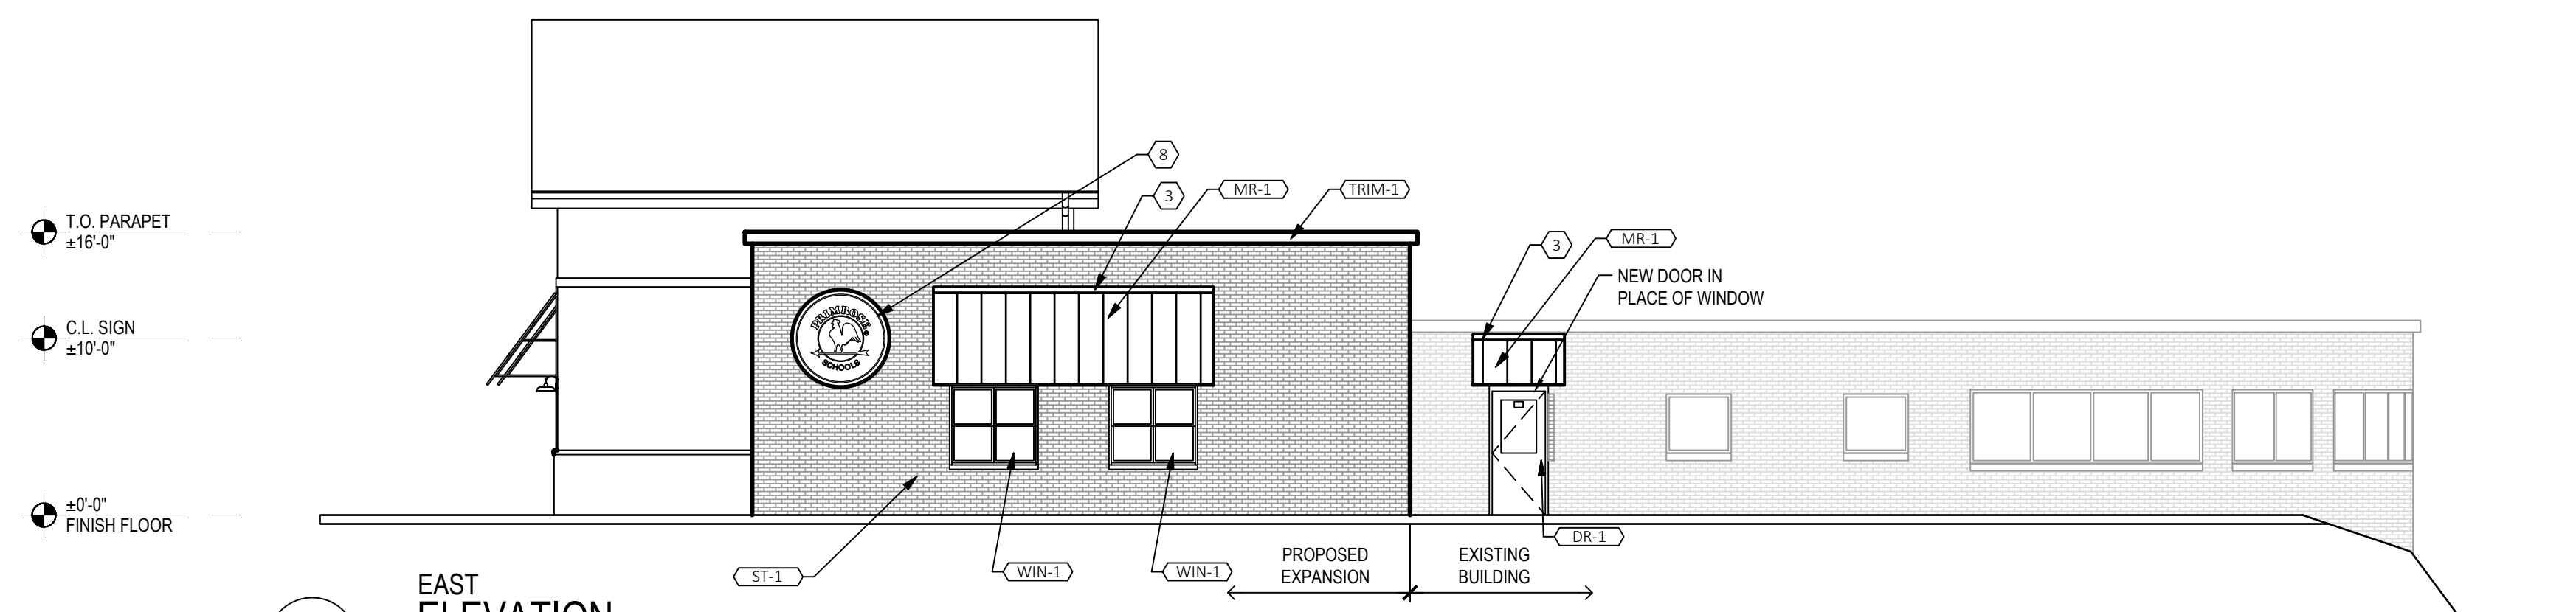 8
3
MR-1
TRIM-1
T.O. PARAPET
±16'-0"
3
MR-1
NEW DOOR IN
PLACE OF WINDOW
PRIMROSE
SCHOOLS
C.L. SIGN
±10'-0"
±0'-0"
FINISH FLOOR
DR-1
ST-1
WIN-1
WIN-1
PROPOSED
EXPANSION
EXISTING
BUILDING
EAST
ELEVATION